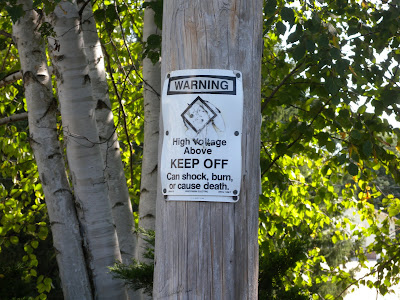 WARNING
High Voltage
Above
KEEP OFF
Can shock, burn,
or cause death.